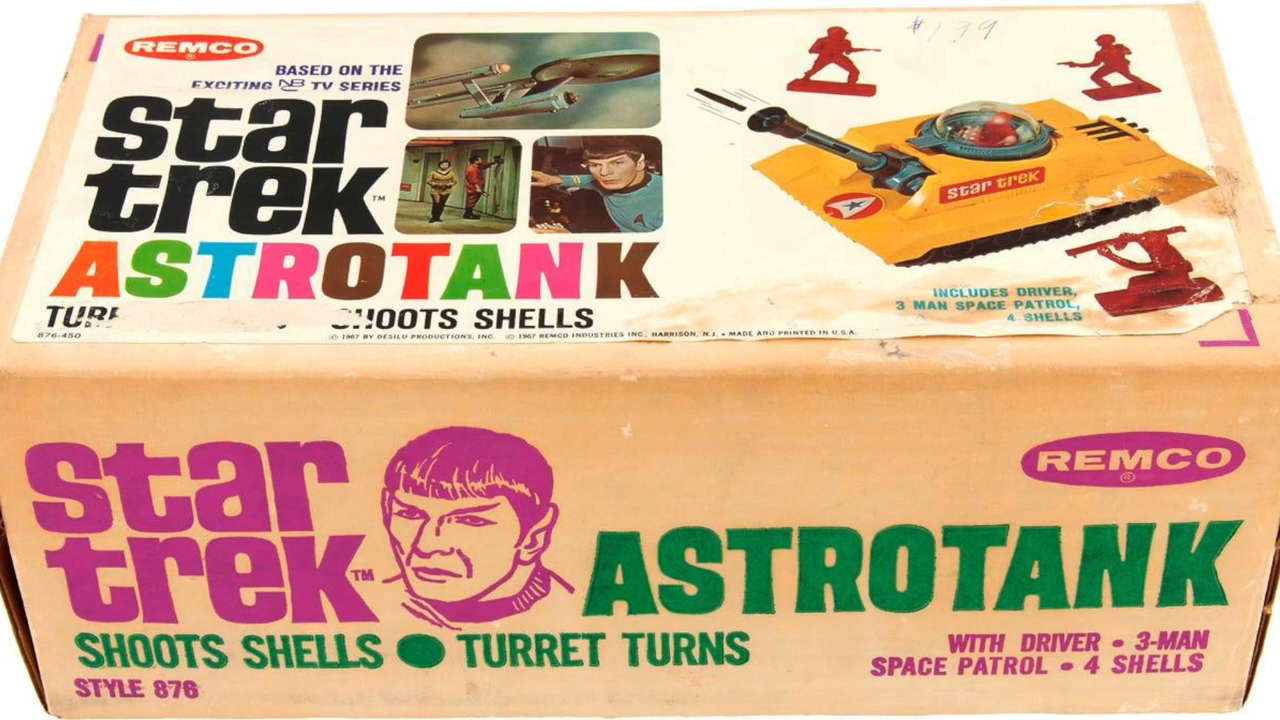 REMCO
®
$1.99
BASED ON THE
EXCITING NBC TV SERIES
star
trek™
ASTROTANK
SHOOTS SHELLS
876-450
© 1967 BY DESILU PRODUCTIONS, INC. © 1967 REMCO INDUSTRIES INC., HARRISON, N.J. • MADE AND PRINTED IN U.S.A.
star trek
INCLUDES DRIVER,
3 MAN SPACE PATROL,
4 SHELLS
star
trek™
REMCO
®
ASTROTANK
SHOOTS SHELLS ● TURRET TURNS
STYLE 876
WITH DRIVER • 3-MAN
SPACE PATROL • 4 SHELLS